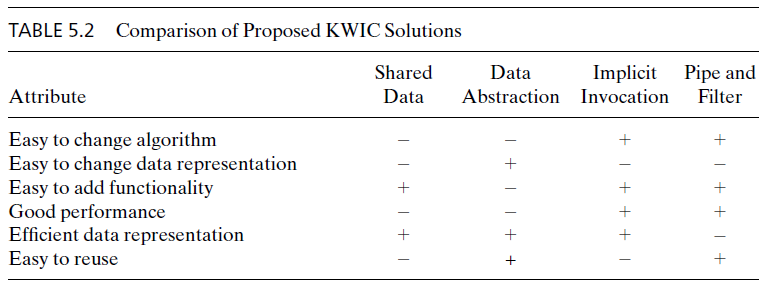 TABLE 5.2 Comparison of Proposed KWIC Solutions
Shared Data Implicit Pipe and
Attribute Data Abstraction Invocation Filter
Easy to change algorithm – – + +
Easy to change data representation – + – –
Easy to add functionality + – + +
Good performance – – + +
Efficient data representation + + + –
Easy to reuse – + – +